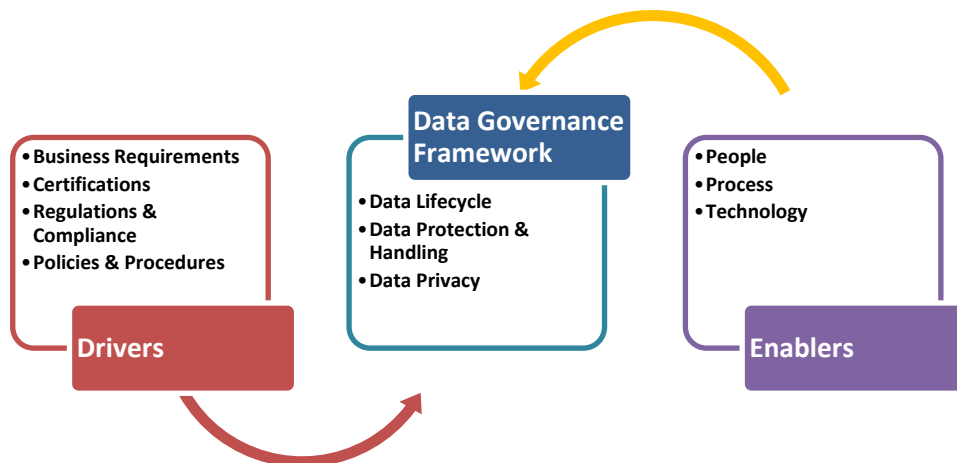 • Business Requirements
• Certifications
• Regulations &
Compliance
• Policies & Procedures
Drivers
Data Governance
Framework
• Data Lifecycle
• Data Protection &
Handling
• Data Privacy
• People
• Process
• Technology
Enablers